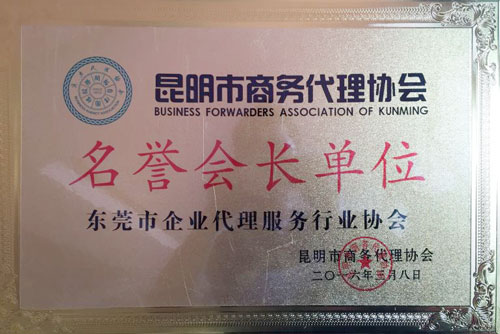 昆明市商务代理协会
BUSINESS FORWARDERS ASSOCIATION OF KUNMING
名誉会长单位
东莞市企业代理服务行业协会
昆明市商务代理协会
二〇一六年三月八日